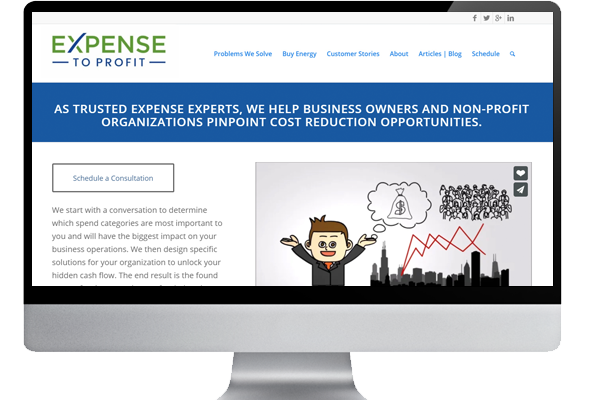 EXPENSE
TO PROFIT
Problems We Solve Buy Energy Customer Stories About Articles | Blog Schedule
AS TRUSTED EXPENSE EXPERTS, WE HELP BUSINESS OWNERS AND NON-PROFIT
ORGANIZATIONS PINPOINT COST REDUCTION OPPORTUNITIES.
Schedule a Consultation
We start with a conversation to determine
which spend categories are most important to
you and will have the biggest impact on your
business operations. We then design specific
solutions for your organization to unlock your
hidden cash flow. The end result is the found
$